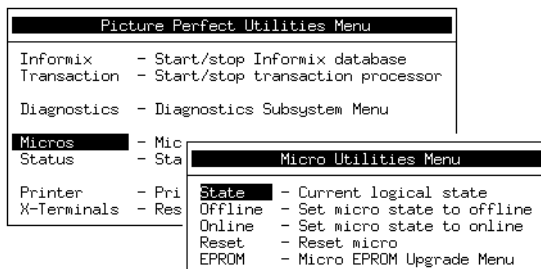 Picture Perfect Utilities Menu
Informix - Start/stop Informix database
Transaction - Start/stop transaction processor
Diagnostics - Diagnostics Subsystem Menu
Micros - Mic
Status - Sta
Printer - Pri
X-Terminals - Res
Micro Utilities Menu
State - Current logical state
Offline - Set micro state to offline
Online - Set micro state to online
Reset - Reset micro
EPROM - Micro EPROM Upgrade Menu